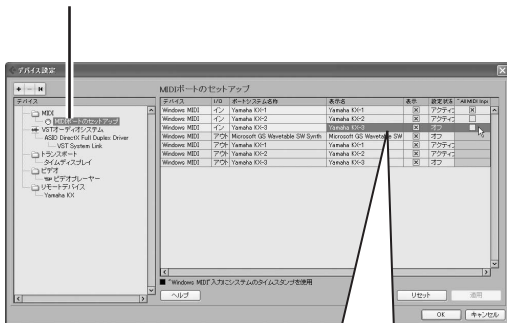 デバイス設定
MIDIポートのセットアップ
デバイス
MIDI
MIDIポートのセットアップ
VSTオーディオシステム
ASIO DirectX Full Duplex Driver
VST System Link
トランスポート
タイムディスプレイ
ビデオ
ビデオプレーヤー
リモートデバイス
Yamaha KX
デバイス I/O ポートシステム名称 表示名 表示 設定状態 "All MIDI Inpu
Windows MIDI イン Yamaha KX-1 Yamaha KX-1 アクティブ
Windows MIDI イン Yamaha KX-2 Yamaha KX-2 アクティブ
Windows MIDI イン Yamaha KX-3 Yamaha KX-3 オフ
Windows MIDI アウト Microsoft GS Wavetable SW Synth Microsoft GS Wavetable SW オフ
Windows MIDI アウト Yamaha KX-1 Yamaha KX-1 アクティブ
Windows MIDI アウト Yamaha KX-2 Yamaha KX-2 アクティブ
Windows MIDI アウト Yamaha KX-3 Yamaha KX-3 オフ
"Windows MIDI" 入力にシステムのタイムスタンプを使用
ヘルプ リセット 適用
OK キャンセル